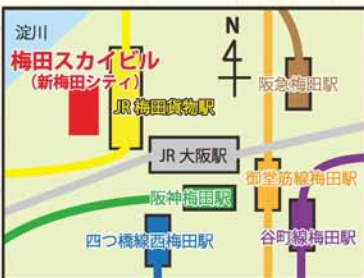 淀川
梅田スカイビル
(新梅田シティ)
N
阪急梅田駅
JR 梅田貨物駅
JR 大阪駅
御堂筋線梅田駅
阪神梅田駅
四つ橋線西梅田駅
谷町線梅田駅